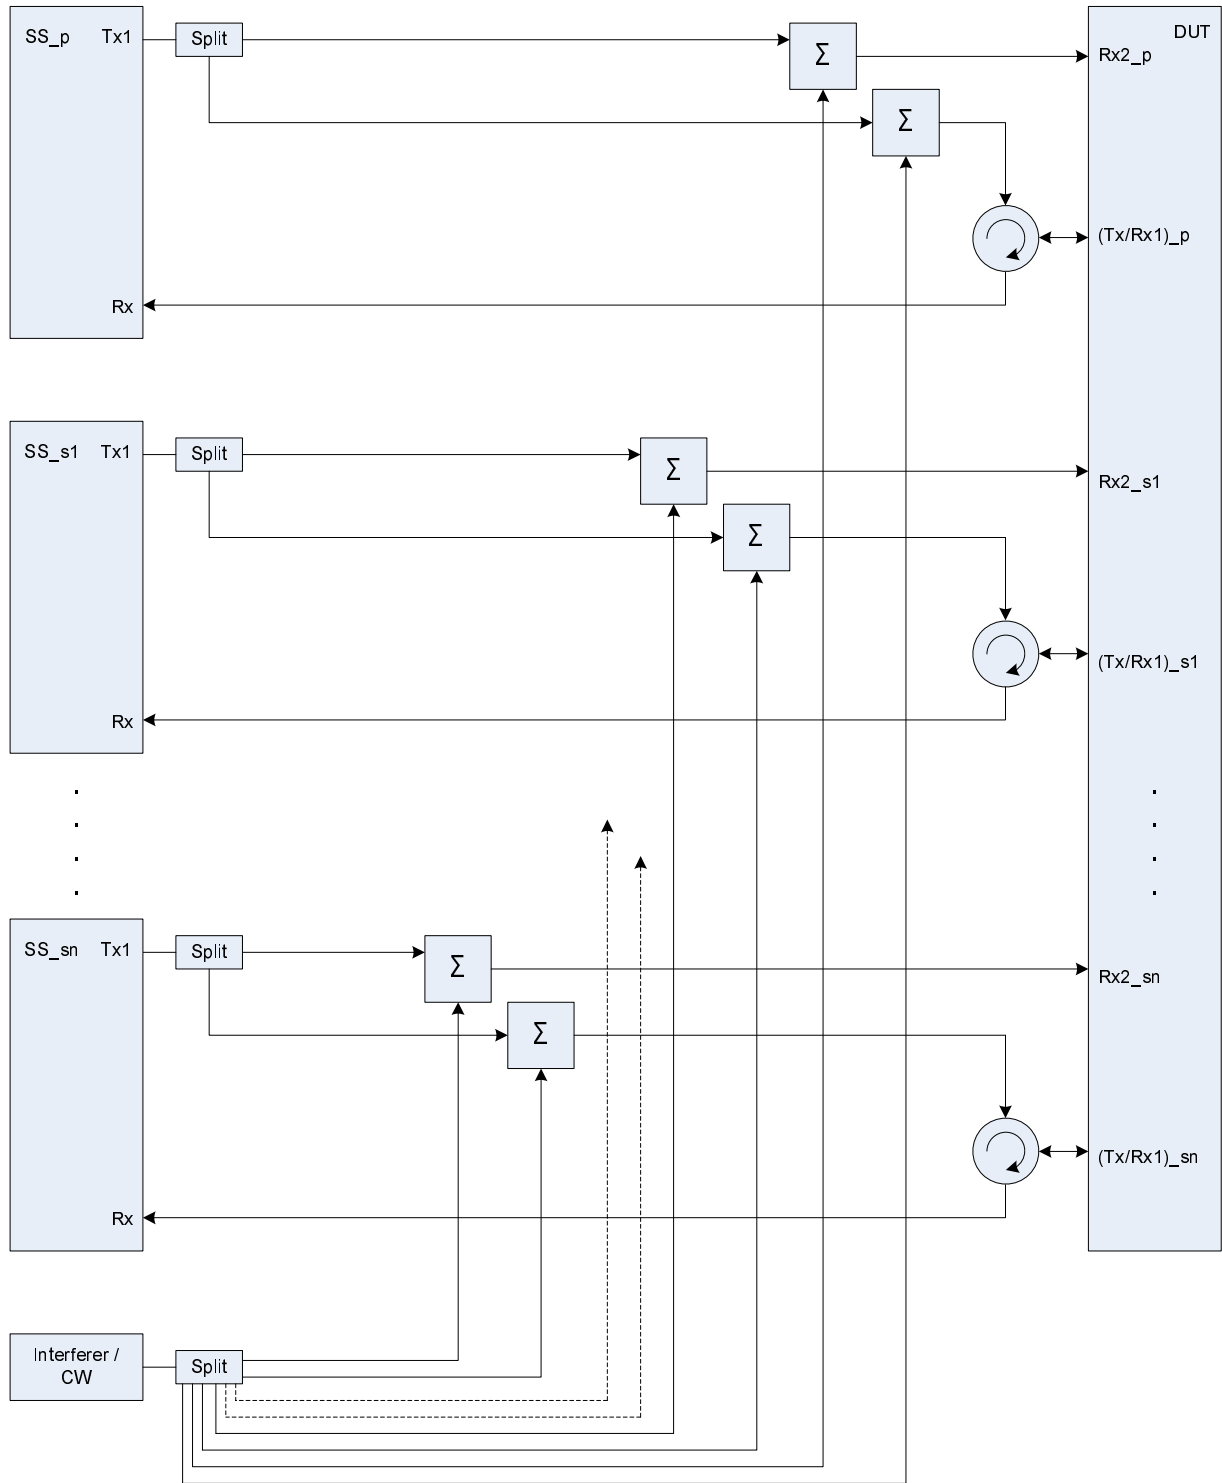 SS_p Tx1
Split
Σ
Σ
DUT
Rx2_p
(Tx/Rx1)_p
Rx
SS_s1 Tx1
Split
Σ
Σ
Rx2_s1
(Tx/Rx1)_s1
Rx
SS_sn Tx1
Split
Σ
Σ
Rx2_sn
(Tx/Rx1)_sn
Rx
Interferer /
CW
Split